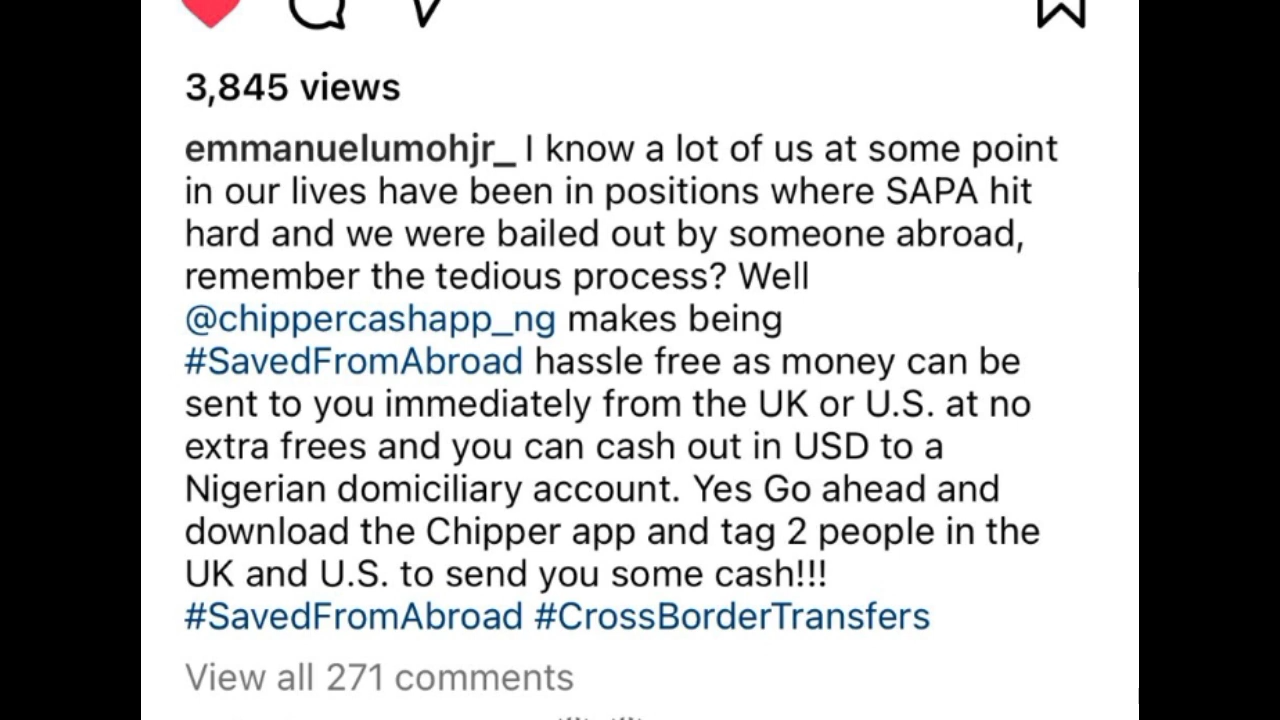 3,845 views
emmanuelumohjr_ I know a lot of us at some point
in our lives have been in positions where SAPA hit
hard and we were bailed out by someone abroad,
remember the tedious process? Well
@chippercashapp_ng makes being
#SavedFromAbroad hassle free as money can be
sent to you immediately from the UK or U.S. at no
extra frees and you can cash out in USD to a
Nigerian domiciliary account. Yes Go ahead and
download the Chipper app and tag 2 people in the
UK and U.S. to send you some cash!!!
#SavedFromAbroad #CrossBorderTransfers
View all 271 comments